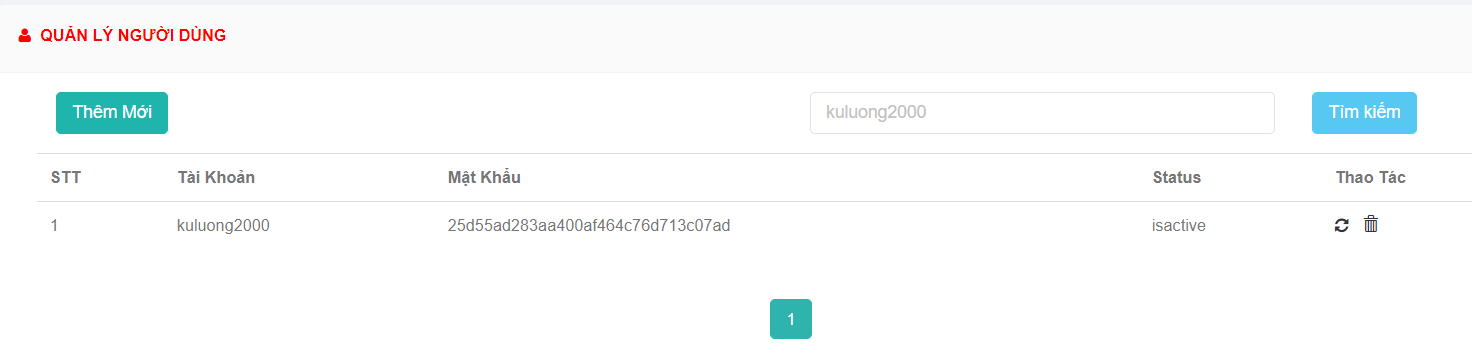 QUẢN LÝ NGƯỜI DÙNG
Thêm Mới kuluong2000 Tìm kiếm
STT Tài Khoản Mật Khẩu Status Thao Tác
1 kuluong2000 25d55ad283aa400af464c76d713c07ad isactive
1